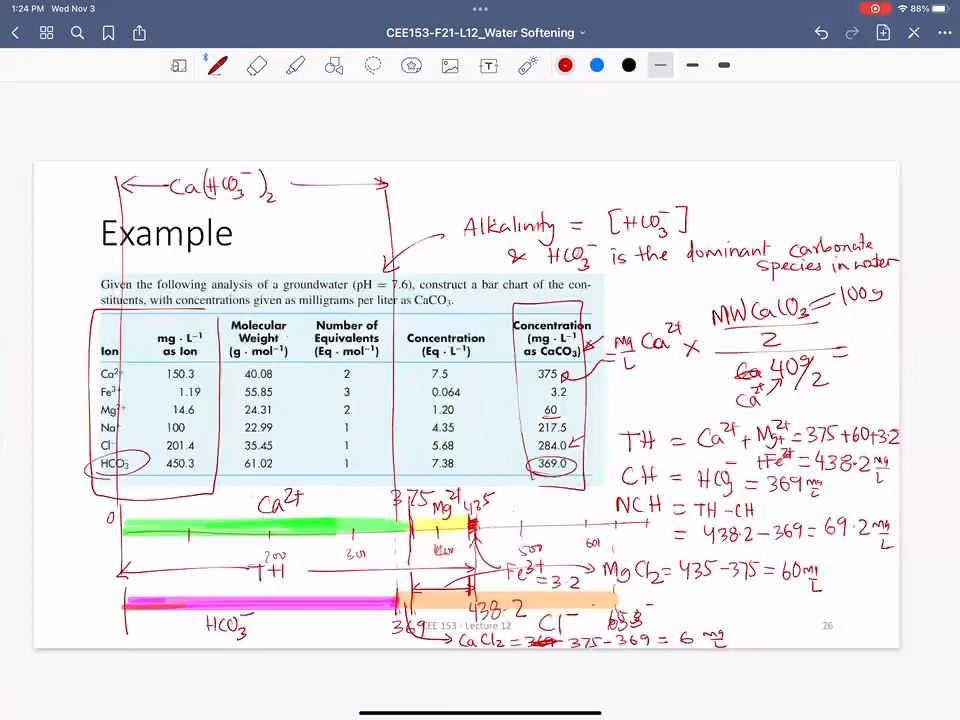 1:24 PM Wed Nov 3
88%
CEE153-F21-L12_Water Softening
Ca(HCO3⁻)2
Example
Alkalinity = [HCO3⁻]
& HCO3⁻ is the dominant carbonate
species in water
Given the following analysis of a groundwater (pH = 7.6), construct a bar chart of the con-
stituents, with concentrations given as milligrams per liter as CaCO3.
Ion mg · L⁻¹ as Ion Molecular Weight (g · mol⁻¹) Number of Equivalents (Eq · mol⁻¹) Concentration (Eq · L⁻¹) Concentration (mg · L⁻¹ as CaCO3)
Ca²⁺ 150.3 40.08 2 7.5 375
Fe³⁺ 1.19 55.85 3 0.064 3.2
Mg²⁺ 14.6 24.31 2 1.20 60
Na⁺ 100 22.99 1 4.35 217.5
Cl⁻ 201.4 35.45 1 5.68 284.0
HCO3⁻ 450.3 61.02 1 7.38 369.0
= mg/L Ca²⁺ × (MW CaCO3/2)/(40g/2) =
= 100g
Ca²⁺
TH = Ca²⁺ + Mg²⁺ = 375+60+3.2
+Fe²⁺ = 438.2 mg/L
CH = HCO3⁻ = 369 mg/L
NCH = TH - CH
= 438.2 - 369 = 69.2 mg/L
MgCl2 = 435 - 375 = 60 mg/L
0 Ca²⁺ 375 Mg²⁺ 435
200 300 500 600
TH
Fe³⁺ = 3.2
438.2
HCO3⁻ 369 Cl⁻ 653
CEE 153 - Lecture 12
26
CaCl2 = 375 - 369 = 6 mg/L